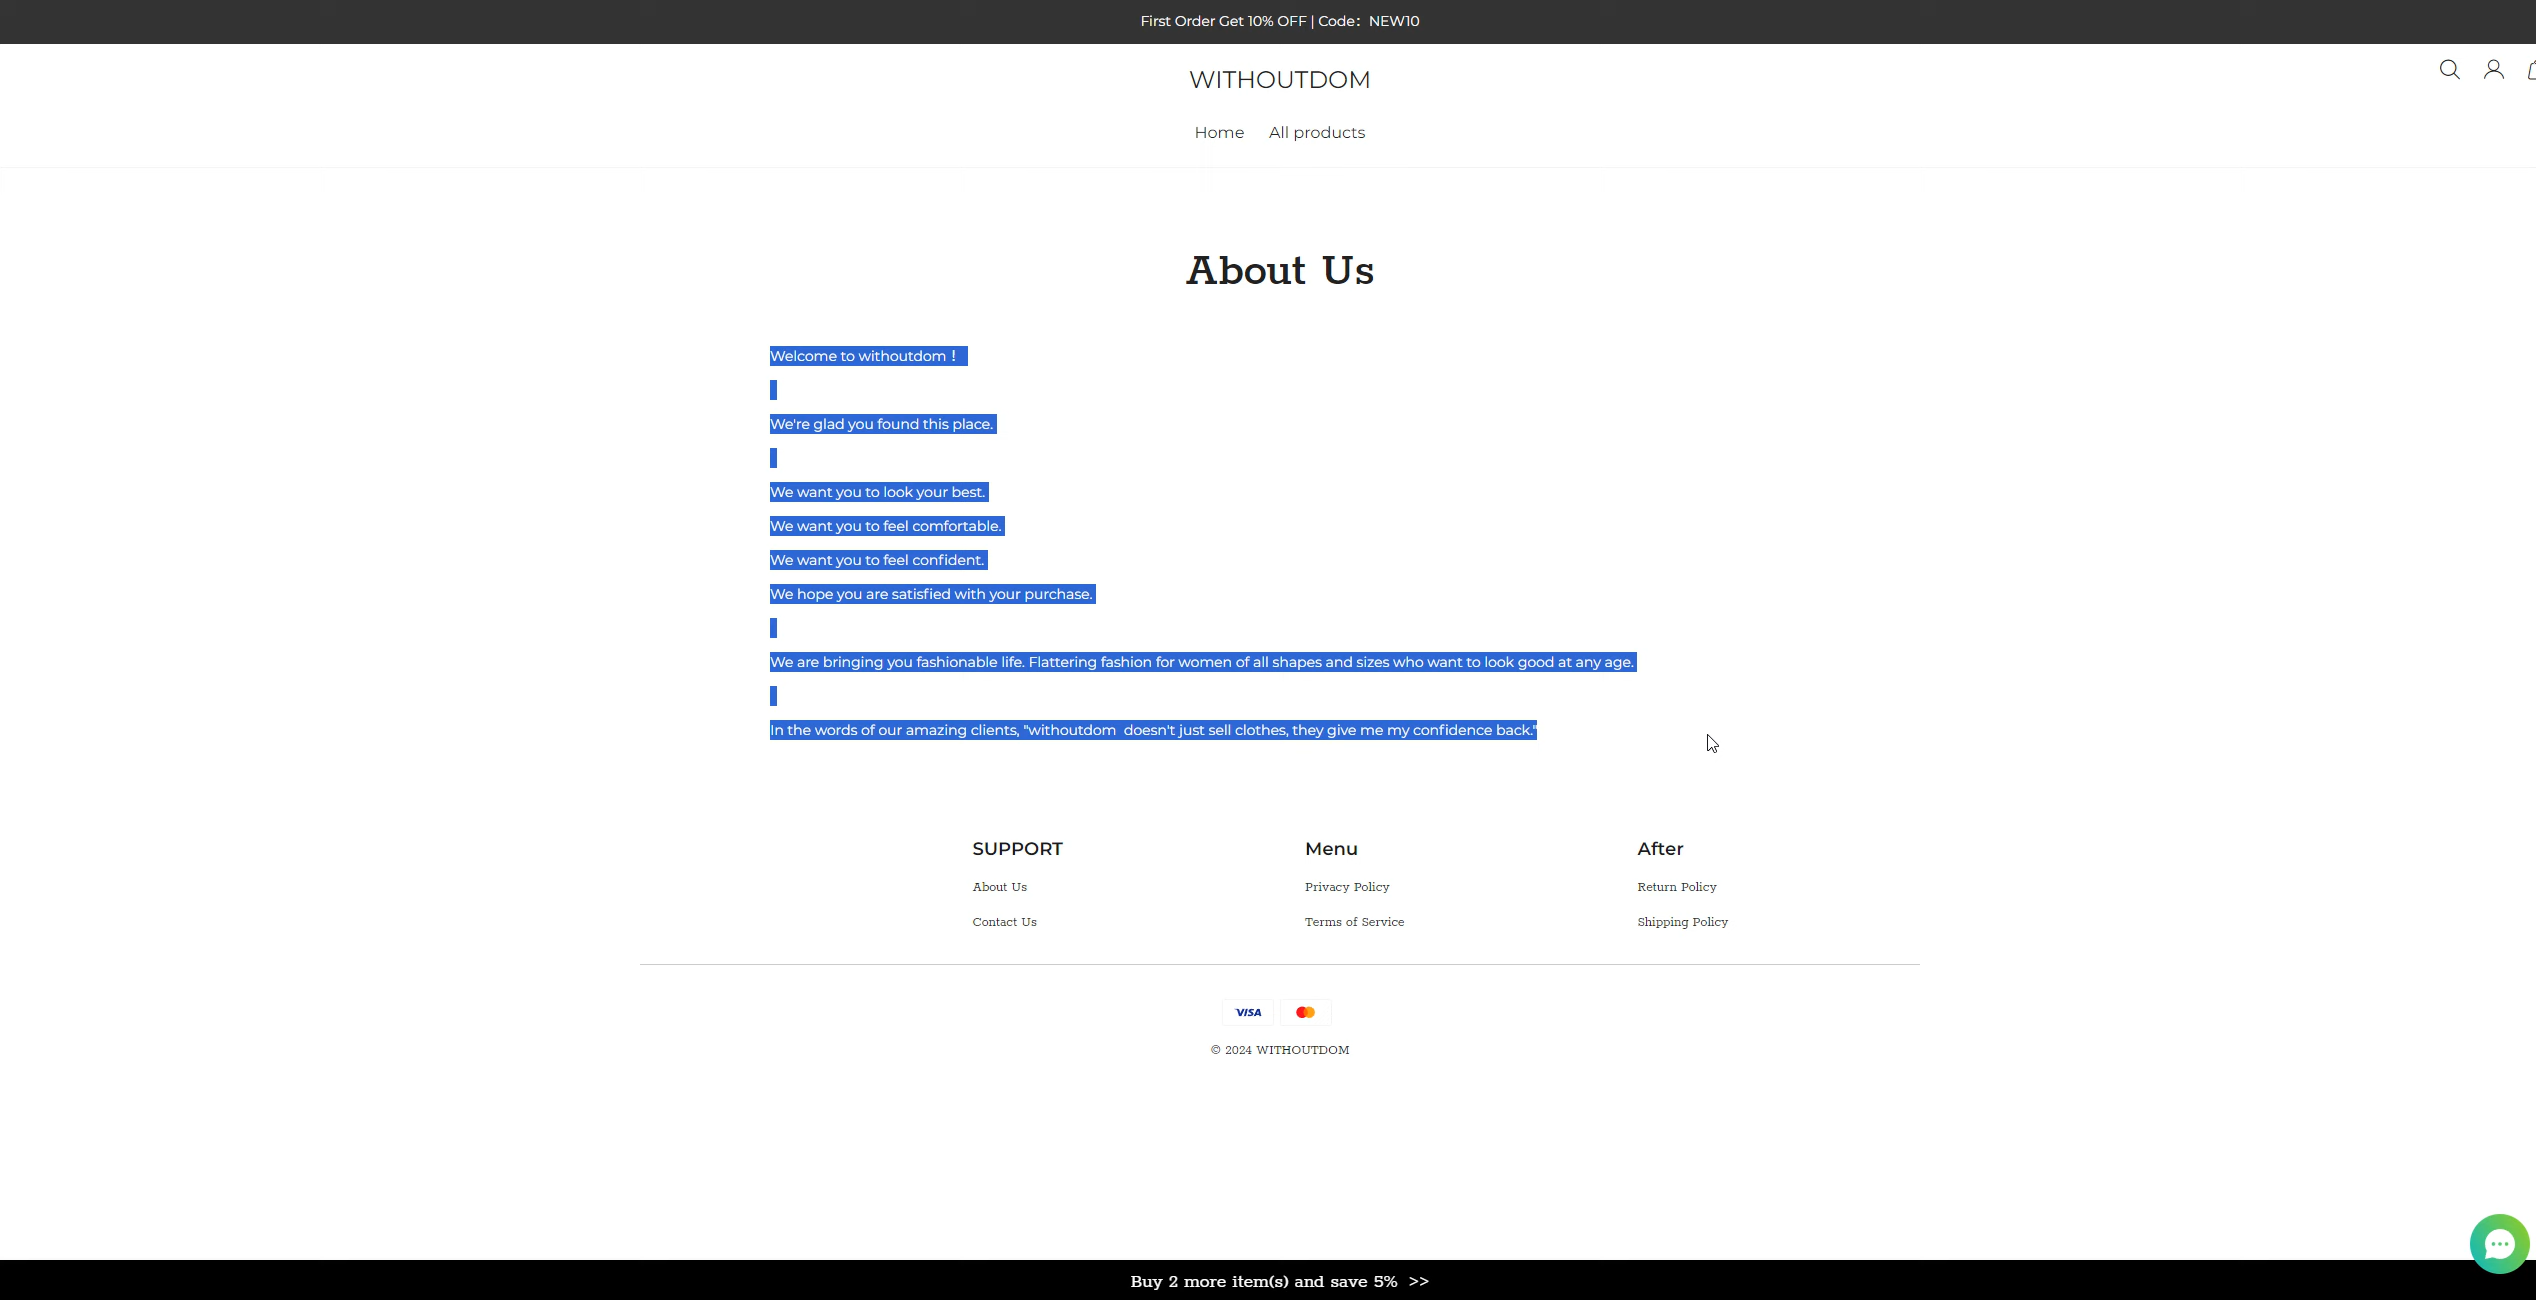 First Order Get 10% OFF | Code：NEW10
WITHOUTDOM
Home All products
About Us
Welcome to withoutdom！
We're glad you found this place.
We want you to look your best.
We want you to feel comfortable.
We want you to feel confident.
We hope you are satisfied with your purchase.
We are bringing you fashionable life. Flattering fashion for women of all shapes and sizes who want to look good at any age.
In the words of our amazing clients, "withoutdom  doesn't just sell clothes, they give me my confidence back."
SUPPORT
About Us
Contact Us
Menu
Privacy Policy
Terms of Service
After
Return Policy
Shipping Policy
VISA
© 2024 WITHOUTDOM
Buy 2 more item(s) and save 5% >>